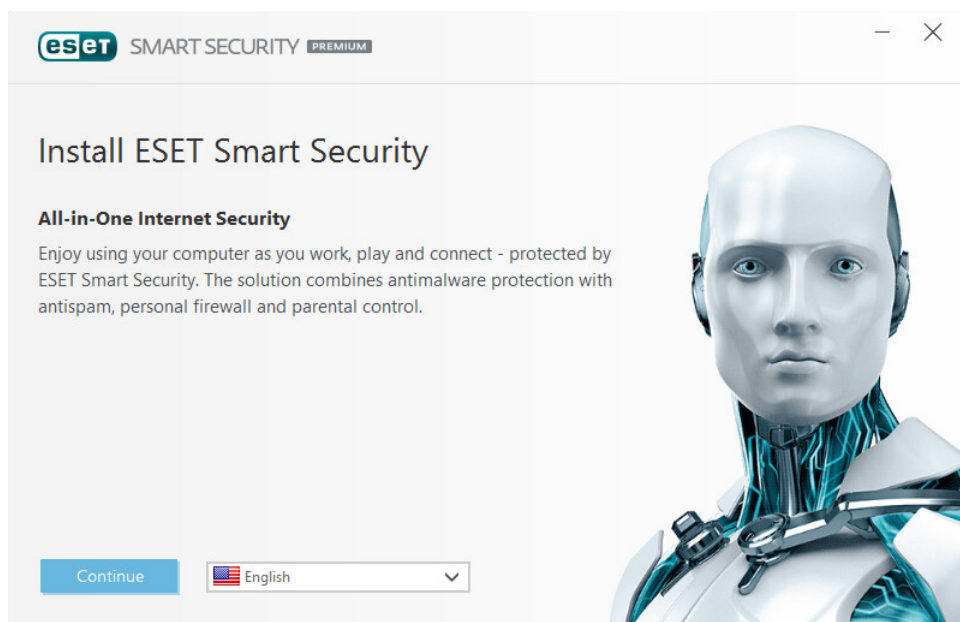 eset SMART SECURITY PREMIUM
Install ESET Smart Security
All-in-One Internet Security
Enjoy using your computer as you work, play and connect - protected by
ESET Smart Security. The solution combines antimalware protection with
antispam, personal firewall and parental control.
Continue English